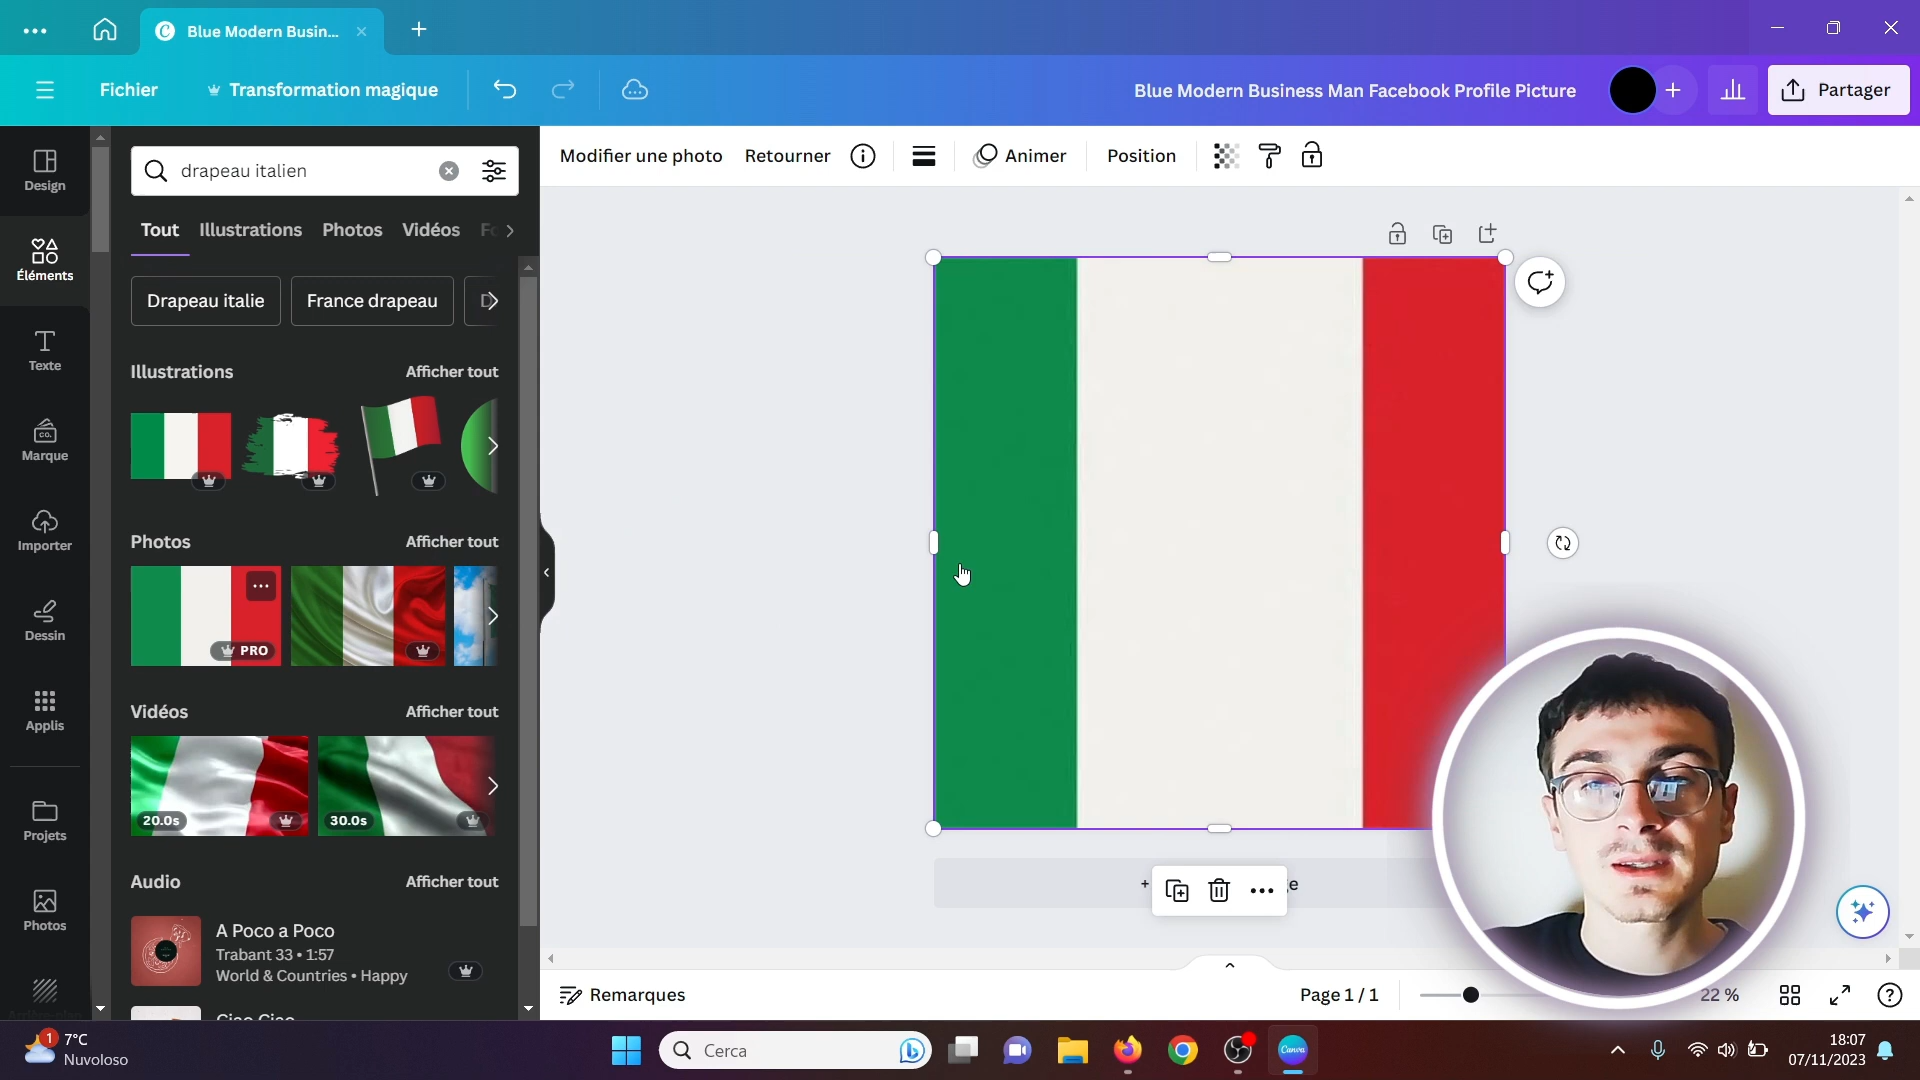 Blue Modern Busin...
Fichier
Transformation magique
Blue Modern Business Man Facebook Profile Picture
Partager
Design
Éléments
Texte
CO.
Marque
Importer
Dessin
Applis
Projets
Photos
drapeau italien
Tout
Illustrations
Photos
Vidéos
Fo
Drapeau italie
France drapeau
D
Illustrations
Afficher tout
Photos
Afficher tout
PRO
Vidéos
Afficher tout
20.0s
30.0s
Audio
Afficher tout
A Poco a Poco
Trabant 33 • 1:57
World & Countries • Happy
Modifier une photo
Retourner
Animer
Position
Remarques
Page 1 / 1
22 %
1
7°C
Nuvoloso
Cerca
Canva
18:07
07/11/2023